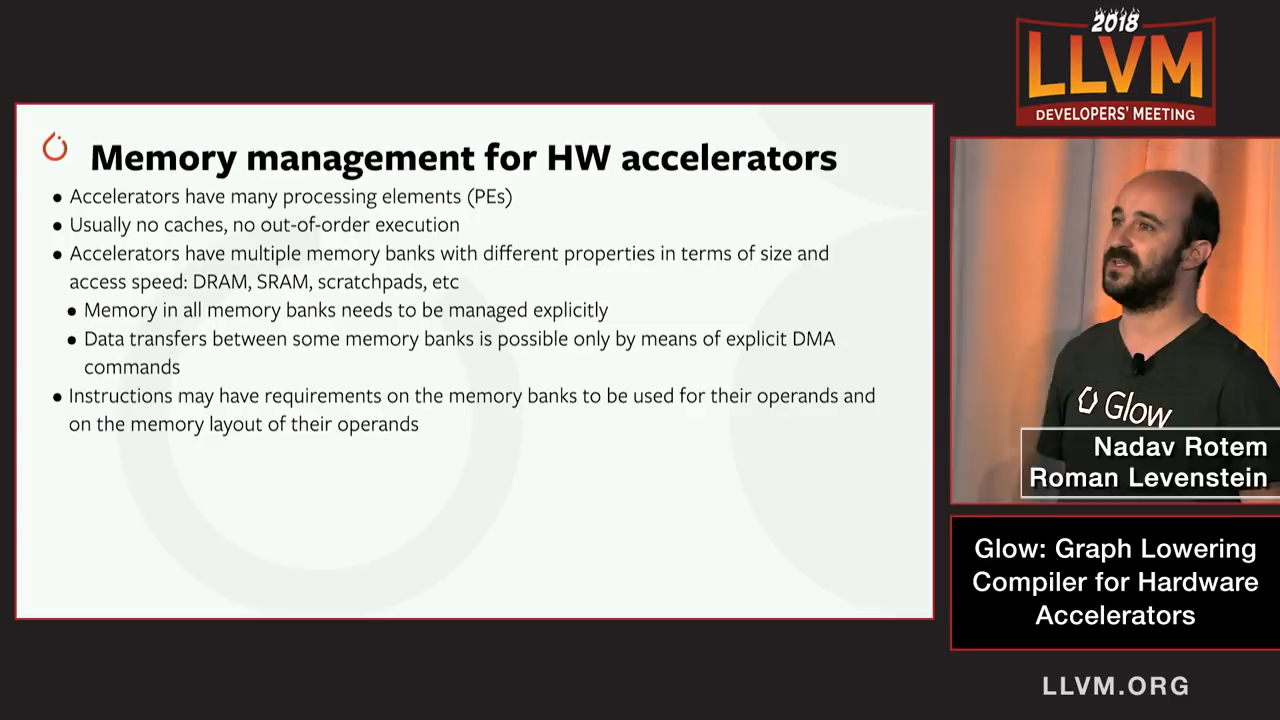 2018
LLVM
DEVELOPERS' MEETING
Memory management for HW accelerators
● Accelerators have many processing elements (PEs)
● Usually no caches, no out-of-order execution
● Accelerators have multiple memory banks with different properties in terms of size and
access speed: DRAM, SRAM, scratchpads, etc
● Memory in all memory banks needs to be managed explicitly
● Data transfers between some memory banks is possible only by means of explicit DMA
commands
● Instructions may have requirements on the memory banks to be used for their operands and
on the memory layout of their operands
Glow
Nadav Rotem
Roman Levenstein
Glow: Graph Lowering
Compiler for Hardware
Accelerators
LLVM.ORG